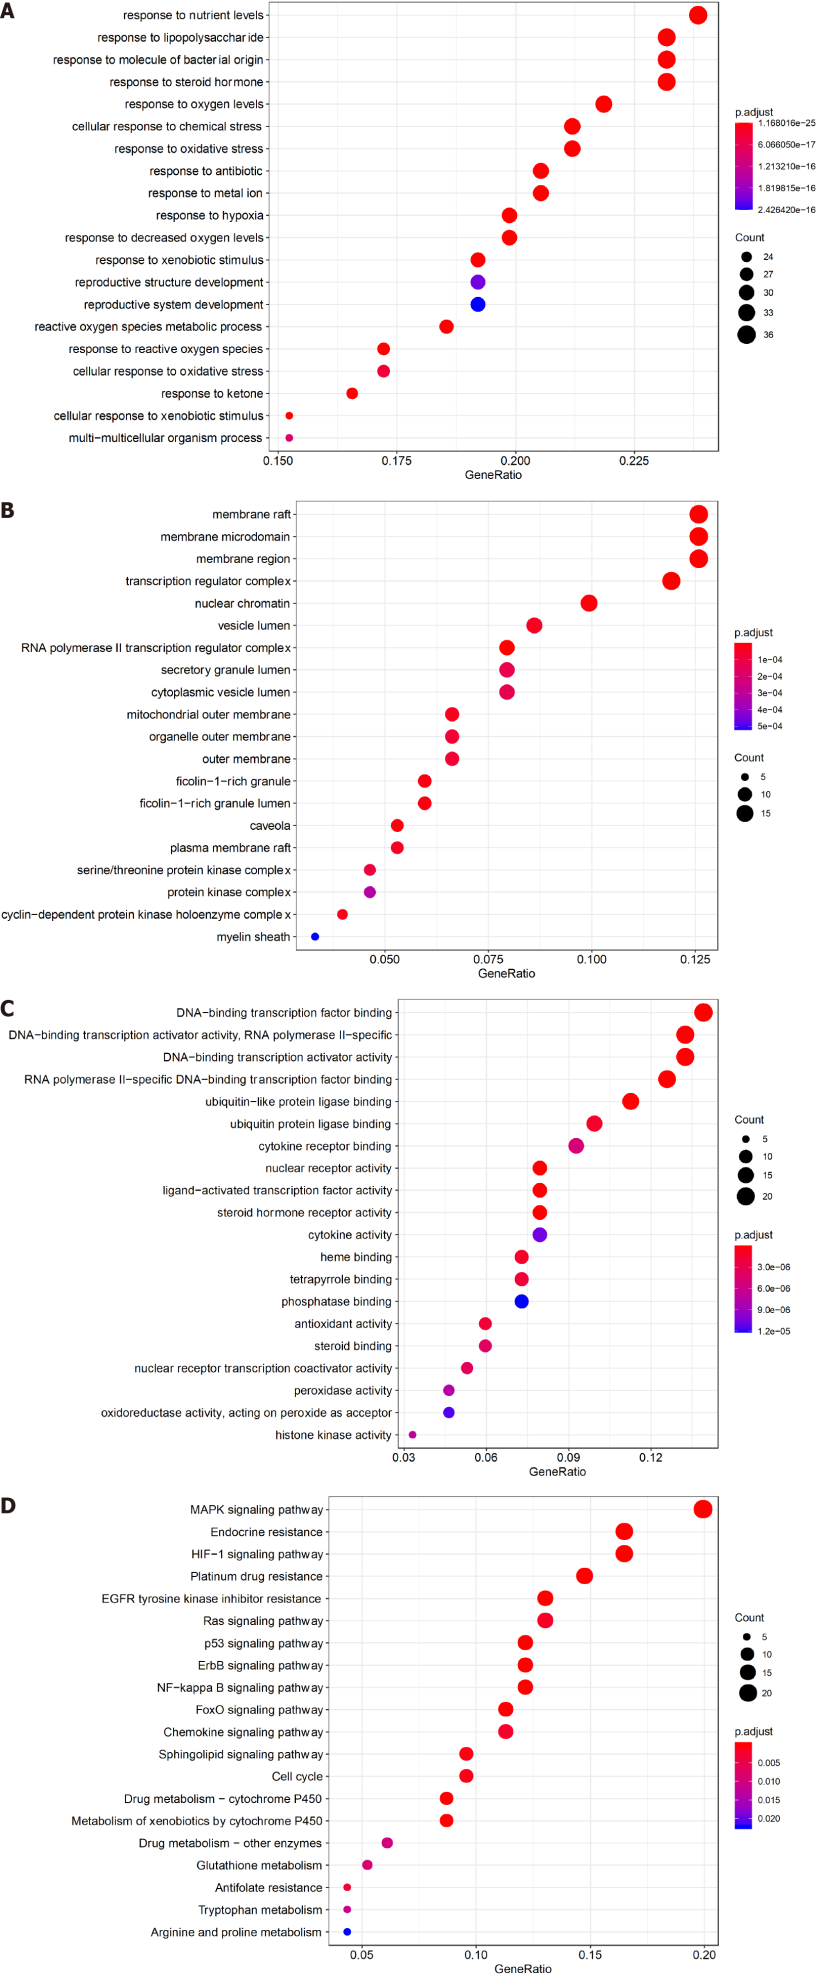 A
response to nutrient levels
response to lipopolysaccharide
response to molecule of bacterial origin
response to steroid hormone
response to oxygen levels
cellular response to chemical stress
response to oxidative stress
response to antibiotic
response to metal ion
response to hypoxia
response to decreased oxygen levels
response to xenobiotic stimulus
reproductive structure development
reproductive system development
reactive oxygen species metabolic process
response to reactive oxygen species
cellular response to oxidative stress
response to ketone
cellular response to xenobiotic stimulus
multi−multicellular organism process
0.150 0.175 0.200 0.225
GeneRatio
p.adjust
1.168016e−25
6.066050e−17
1.213210e−16
1.819815e−16
2.426420e−16
Count
24
27
30
33
36
B
membrane raft
membrane microdomain
membrane region
transcription regulator complex
nuclear chromatin
vesicle lumen
RNA polymerase II transcription regulator complex
secretory granule lumen
cytoplasmic vesicle lumen
mitochondrial outer membrane
organelle outer membrane
outer membrane
ficolin−1−rich granule
ficolin−1−rich granule lumen
caveola
plasma membrane raft
serine/threonine protein kinase complex
protein kinase complex
cyclin−dependent protein kinase holoenzyme complex
myelin sheath
0.050 0.075 0.100 0.125
GeneRatio
p.adjust
1e−04
2e−04
3e−04
4e−04
5e−04
Count
5
10
15
C
DNA−binding transcription factor binding
DNA−binding transcription activator activity, RNA polymerase II−specific
DNA−binding transcription activator activity
RNA polymerase II−specific DNA−binding transcription factor binding
ubiquitin−like protein ligase binding
ubiquitin protein ligase binding
cytokine receptor binding
nuclear receptor activity
ligand−activated transcription factor activity
steroid hormone receptor activity
cytokine activity
heme binding
tetrapyrrole binding
phosphatase binding
antioxidant activity
steroid binding
nuclear receptor transcription coactivator activity
peroxidase activity
oxidoreductase activity, acting on peroxide as acceptor
histone kinase activity
0.03 0.06 0.09 0.12
GeneRatio
Count
5
10
15
20
p.adjust
3.0e−06
6.0e−06
9.0e−06
1.2e−05
D
MAPK signaling pathway
Endocrine resistance
HIF−1 signaling pathway
Platinum drug resistance
EGFR tyrosine kinase inhibitor resistance
Ras signaling pathway
p53 signaling pathway
ErbB signaling pathway
NF−kappa B signaling pathway
FoxO signaling pathway
Chemokine signaling pathway
Sphingolipid signaling pathway
Cell cycle
Drug metabolism − cytochrome P450
Metabolism of xenobiotics by cytochrome P450
Drug metabolism − other enzymes
Glutathione metabolism
Antifolate resistance
Tryptophan metabolism
Arginine and proline metabolism
0.05 0.10 0.15 0.20
GeneRatio
Count
5
10
15
20
p.adjust
0.005
0.010
0.015
0.020